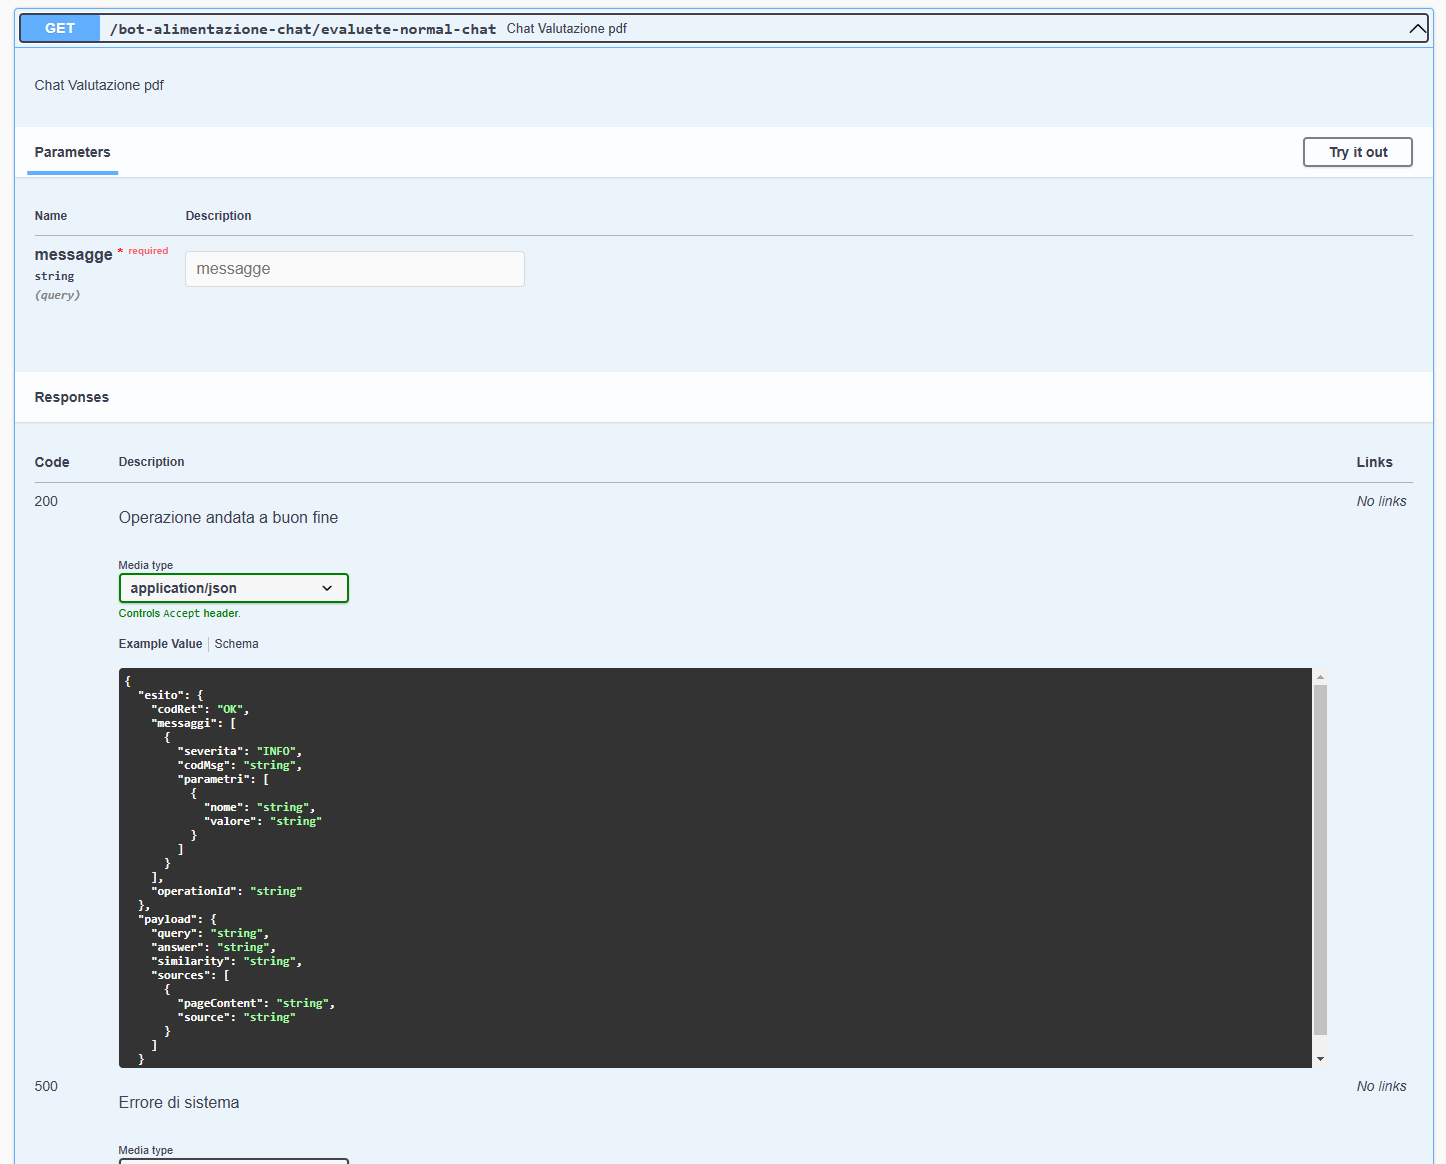 GET /bot-alimentazione-chat/evaluete-normal-chat Chat Valutazione pdf
Chat Valutazione pdf
Parameters
Try it out
Name Description
messagge * required
string
(query)
messagge
Responses
Code Description Links
200 No links
Operazione andata a buon fine
Media type
application/json
Controls Accept header.
Example Value Schema
{
  "esito": {
    "codRet": "OK",
    "messaggi": [
      {
        "severita": "INFO",
        "codMsg": "string",
        "parametri": [
          {
            "nome": "string",
            "valore": "string"
          }
        ]
      }
    ],
    "operationId": "string"
  },
  "payload": {
    "query": "string",
    "answer": "string",
    "similarity": "string",
    "sources": [
      {
        "pageContent": "string",
        "source": "string"
      }
    ]
  }
500 No links
Errore di sistema
Media type